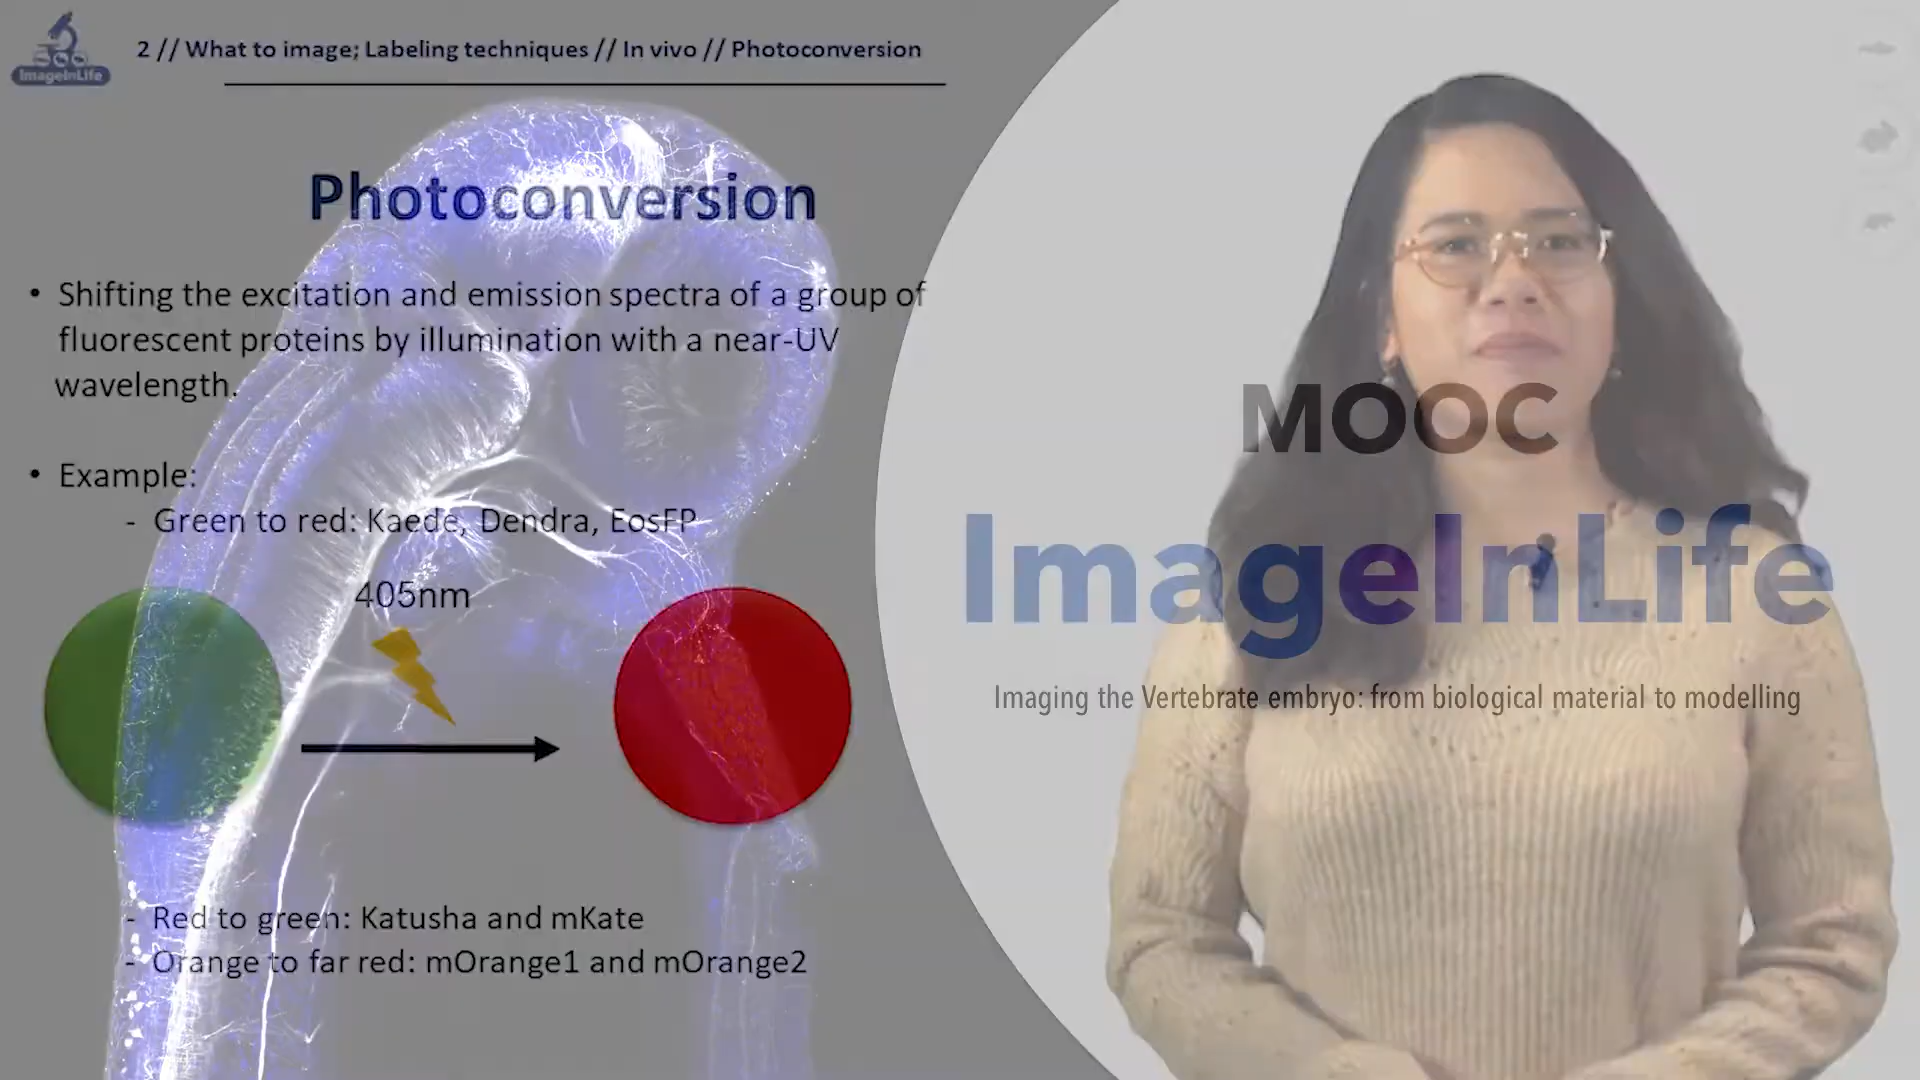 ImageInLife
2 // What to image; Labeling techniques // In vivo // Photoconversion
Photoconversion
• Shifting the excitation and emission spectra of a group of
fluorescent proteins by illumination with a near-UV
wavelength.
• Example:
- Green to red: Kaede, Dendra, EosFP
405nm
- Red to green: Katusha and mKate
- Orange to far red: mOrange1 and mOrange2
MOOC
ImageInLife
Imaging the Vertebrate embryo: from biological material to modelling